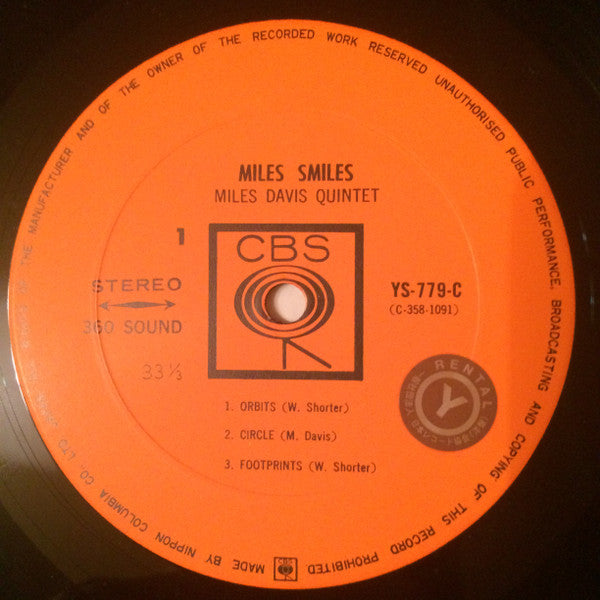 MILES SMILES
MILES DAVIS QUINTET
1
CBS
STEREO
360 SOUND
33⅓
YS-779-C
(C-358-1091)
RENTAL
Y
1. ORBITS (W. Shorter)
2. CIRCLE (M. Davis)
3. FOOTPRINTS (W. Shorter)
OF THE MANUFACTURER AND OF THE OWNER OF THE RECORDED WORK RESERVED UNAUTHORISED PUBLIC PERFORMANCE, BROADCASTING AND COPYING OF THIS RECORD PROHIBITED
CBS
MADE BY NIPPON COLUMBIA CO., LTD.